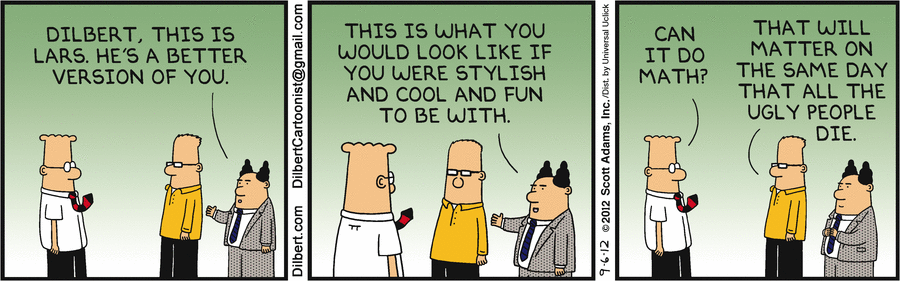 DILBERT, THIS IS
LARS. HE'S A BETTER
VERSION OF YOU.
Dilbert.com DilbertCartoonist@gmail.com
THIS IS WHAT YOU
WOULD LOOK LIKE IF
YOU WERE STYLISH
AND COOL AND FUN
TO BE WITH.
9-6-12 © 2012 Scott Adams, Inc. /Dist. by Universal Uclick
CAN
IT DO
MATH?
THAT WILL
MATTER ON
THE SAME DAY
THAT ALL THE
UGLY PEOPLE
DIE.